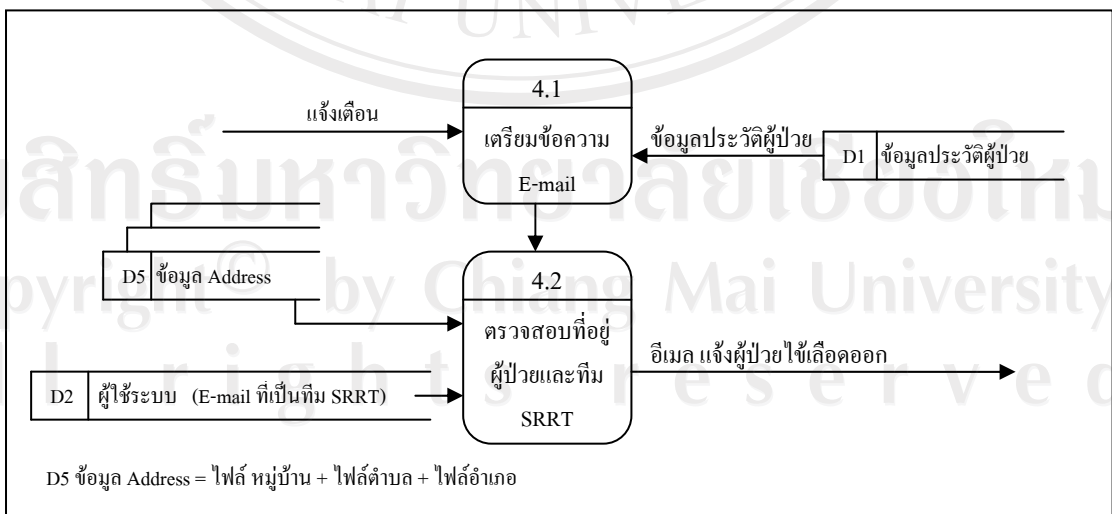 AI UNIVE
4.1
แจ้งเตือน
เตรียมข้อความ
E-mail
ข้อมูลประวัติผู้ป่วย
D1 ข้อมูลประวัติผู้ป่วย
สิทธิ์มหาวิทยาลัยเชียงใหม่
D5 ข้อมูล Address
4.2
pyright © by Chiang Mai University
ตรวจสอบที่อยู่
ผู้ป่วยและทีม
SRRT
อีเมล แจ้งผู้ป่วยไข้เลือดออก
l rights reserved
D2 ผู้ใช้ระบบ (E-mail ที่เป็นทีม SRRT)
D5 ข้อมูล Address = ไฟล์ หมู่บ้าน + ไฟล์ตำบล + ไฟล์อำเภอ